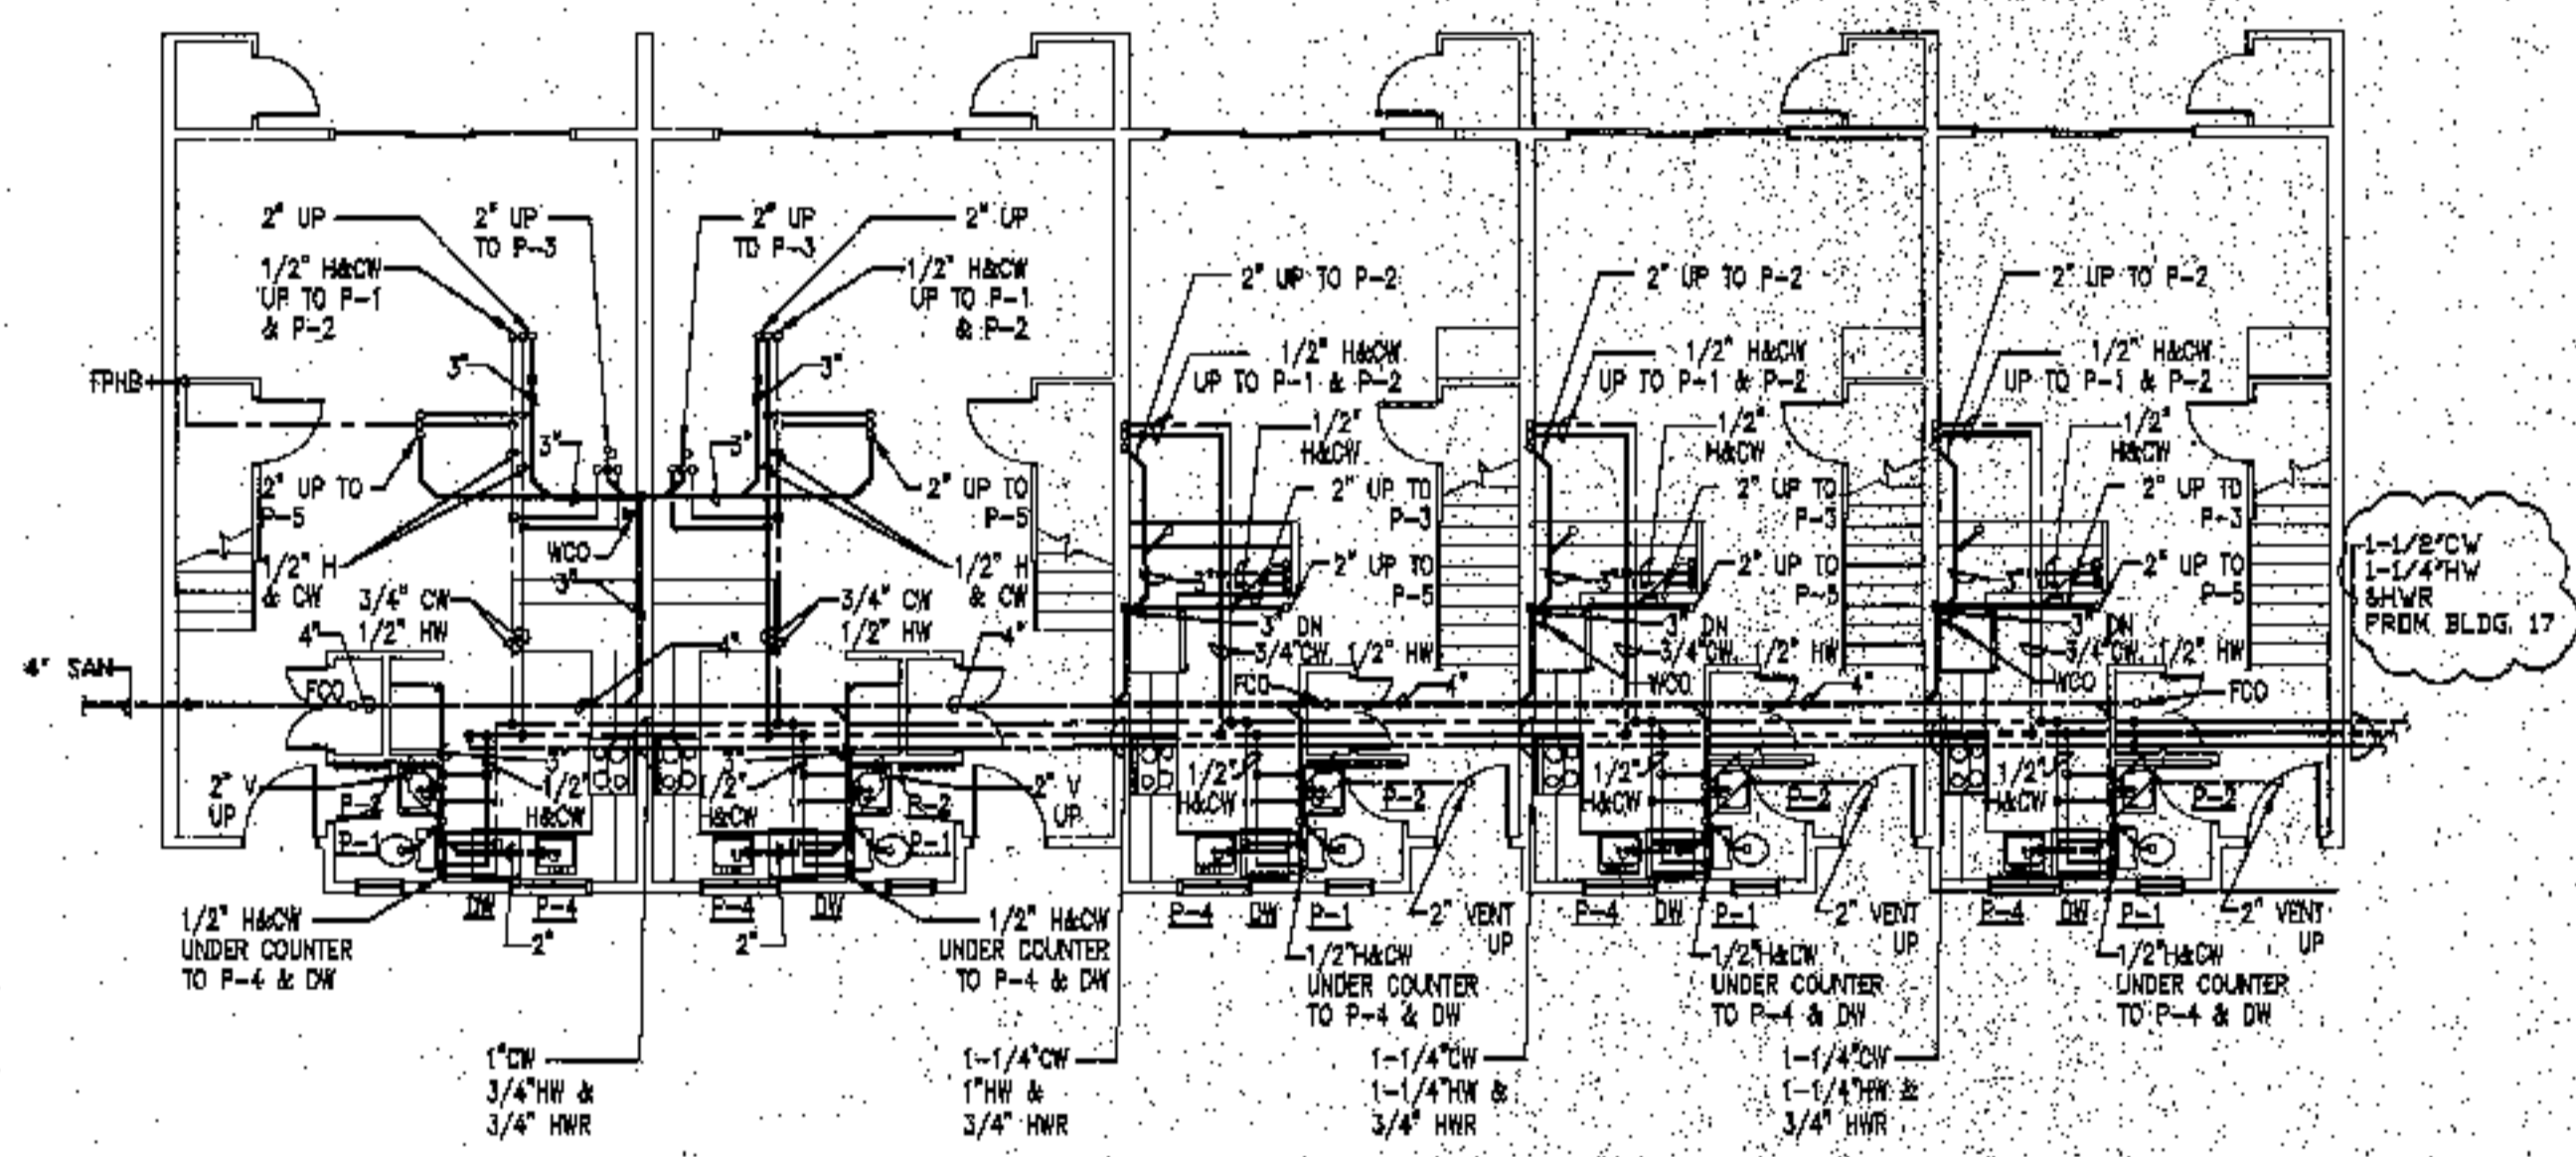 2" UP
2" UP
TO P-3
2" UP
TO P-3
2" UP
1/2" H&CW
UP TO P-1
& P-2
1/2" H&CW
UP TO P-1
& P-2
3"
3"
FPHB
3"
3"
2" UP TO
P-5
2" UP TO
P-5
1/2" H
& CW
WCO
3"
1/2" H
& CW
3/4" CW
1/2" HW
3/4" CW
1/2" HW
4"
4"
4"
4" SAN
FCO
2" V
UP
P-2
P-1
3"
1/2"
H&CW
3"
1/2"
H&CW
P-2
P-1
2" V
UP
1/2" H&CW
UNDER COUNTER
TO P-4 & DW
DW
P-4
2"
P-4
DW
2"
1/2" H&CW
UNDER COUNTER
TO P-4 & DW
2" UP TO P-2
1/2" H&CW
UP TO P-1 & P-2
1/2"
H&CW
2" UP TO
P-3
2" UP TO
P-5
3"
3" DN
3/4"CW, 1/2" HW
FCO
4"
1/2"
H&CW
P-2
P-4
DW
P-1
2" VENT
UP
1/2"H&CW
UNDER COUNTER
TO P-4 & DW
2" UP TO P-2
1/2" H&CW
UP TO P-1 & P-2
1/2"
H&CW
2" UP TO
P-3
2" UP TO
P-5
3"
3" DN
3/4"CW, 1/2" HW
WCO
4"
1/2"
H&CW
P-2
P-4
DW
P-1
2" VENT
UP
1/2"H&CW
UNDER COUNTER
TO P-4 & DW
2" UP TO P-2
1/2" H&CW
UP TO P-1 & P-2
1/2"
H&CW
2" UP TO
P-3
2" UP TO
P-5
3"
3" DN
3/4"CW, 1/2" HW
WCO
FCO
1/2"
H&CW
P-2
P-4
DW
P-1
2" VENT
UP
1/2"H&CW
UNDER COUNTER
TO P-4 & DW
1-1/2"CW
1-1/4"HW
&HWR
FROM BLDG. 17
1"CW
3/4"HW &
3/4" HWR
1-1/4"CW
1"HW &
3/4" HWR
1-1/4"CW
1-1/4"HW &
3/4" HWR
1-1/4"CW
1-1/4"HW &
3/4" HWR